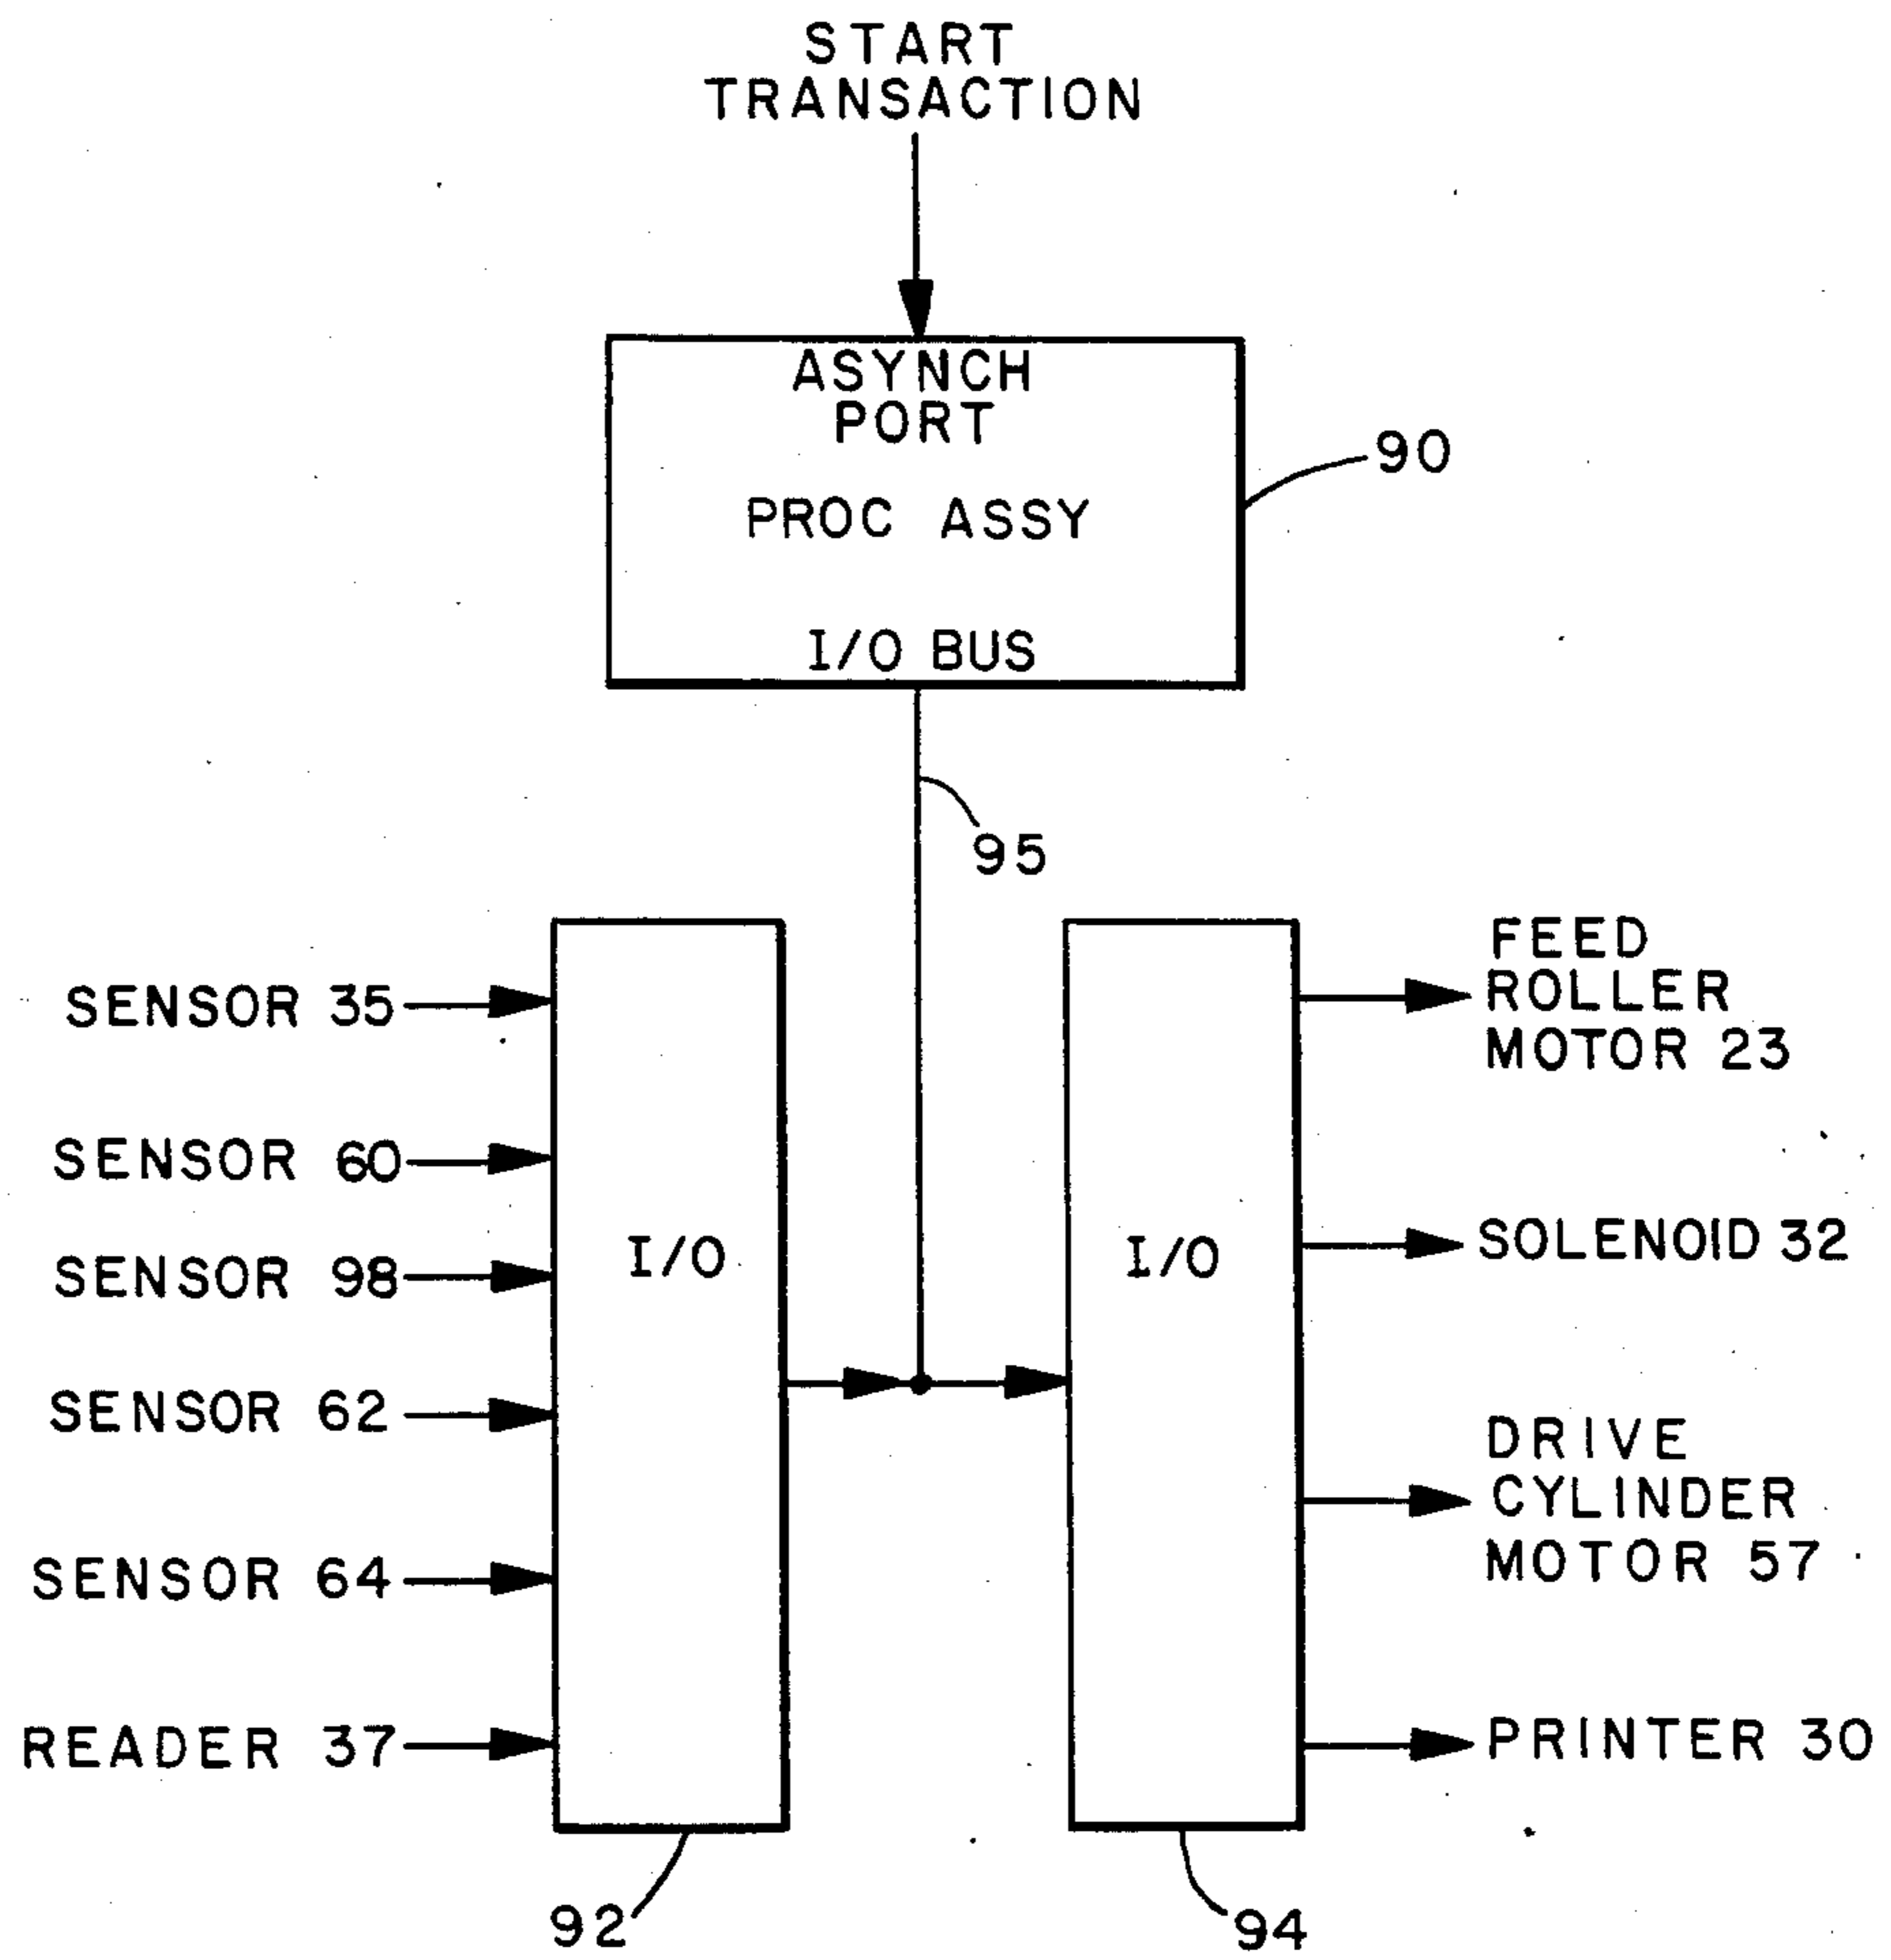 START
TRANSACTION
ASYNCH
PORT
PROC ASSY
I/O BUS
90
95
SENSOR 35
SENSOR 60
SENSOR 98
SENSOR 62
SENSOR 64
READER 37
I/O
I/O
FEED
ROLLER
MOTOR 23
SOLENOID 32
DRIVE
CYLINDER
MOTOR 57
PRINTER 30
92
94